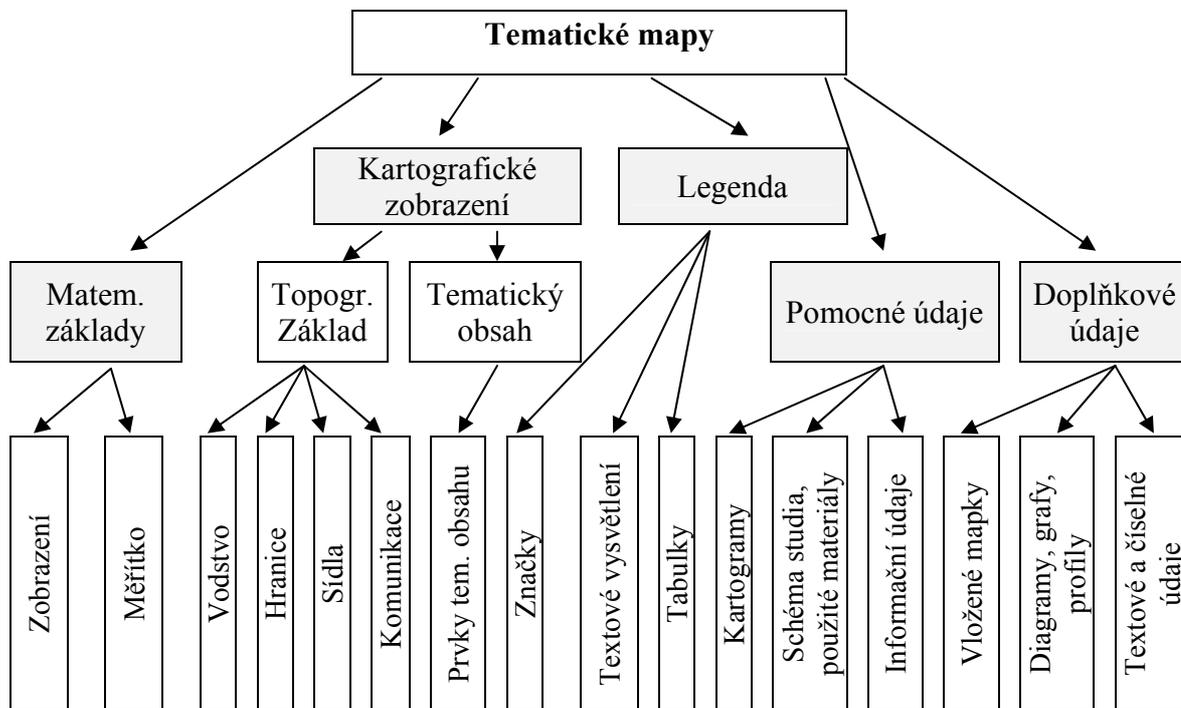 Tematické mapy
Kartografické
zobrazení
Legenda
Matem.
základy
Topogr.
Základ
Tematický
obsah
Pomocné údaje
Doplňkové
údaje
Zobrazení
Měřítko
Vodstvo
Hranice
Sídla
Komunikace
Prvky tem. obsahu
Značky
Textové vysvětlení
Tabulky
Kartogramy
Schéma studia,
použité materiály
Informační údaje
Vložené mapky
Diagramy, grafy,
profily
Textové a číselné
údaje